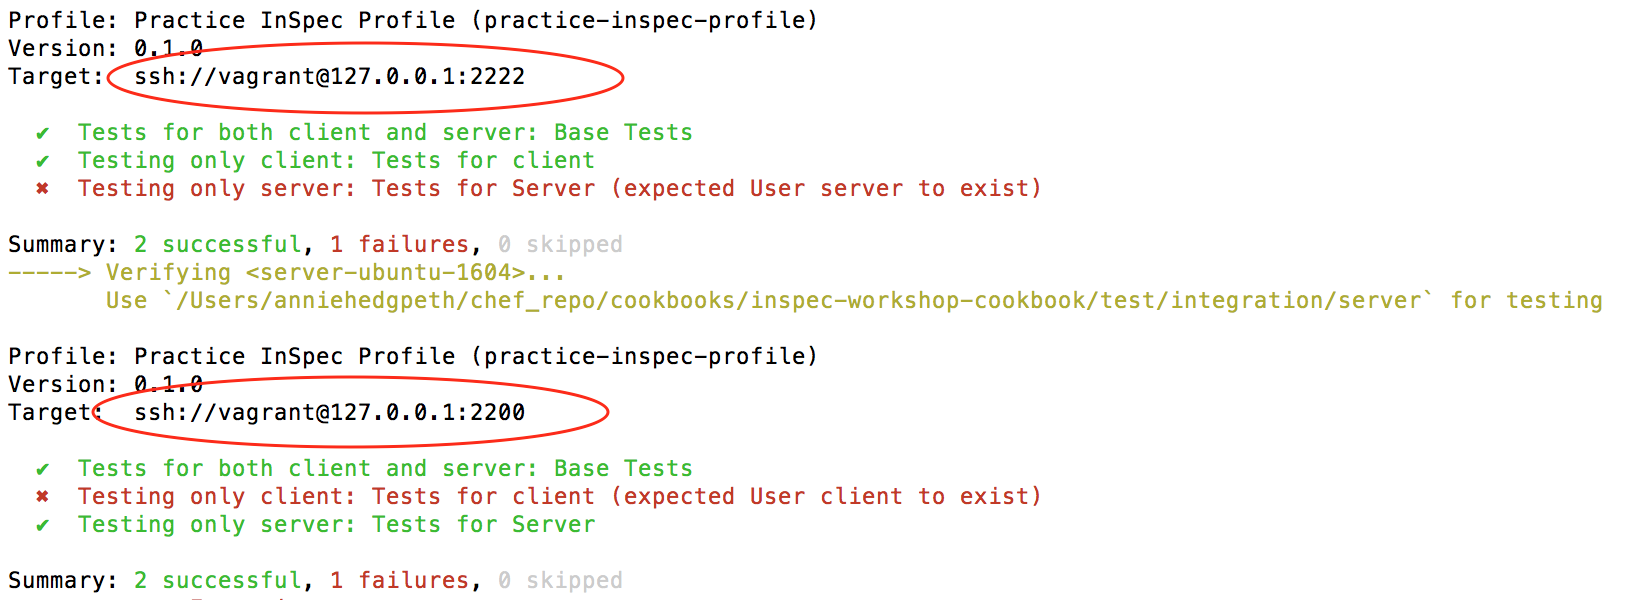 Profile: Practice InSpec Profile (practice-inspec-profile)
Version: 0.1.0
Target:  ssh://vagrant@127.0.0.1:2222
✔  Tests for both client and server: Base Tests
✔  Testing only client: Tests for client
✖  Testing only server: Tests for Server (expected User server to exist)
Summary: 2 successful, 1 failures, 0 skipped
-----> Verifying <server-ubuntu-1604>...
Use `/Users/anniehedgpeth/chef_repo/cookbooks/inspec-workshop-cookbook/test/integration/server` for testing
Profile: Practice InSpec Profile (practice-inspec-profile)
Version: 0.1.0
Target:  ssh://vagrant@127.0.0.1:2200
✔  Tests for both client and server: Base Tests
✖  Testing only client: Tests for client (expected User client to exist)
✔  Testing only server: Tests for Server
Summary: 2 successful, 1 failures, 0 skipped